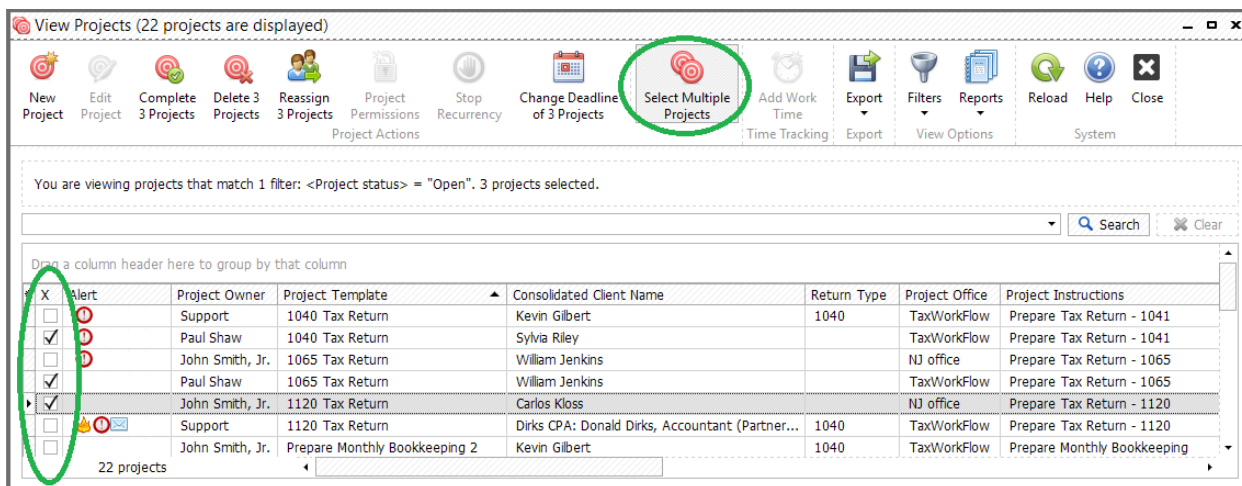 View Projects (22 projects are displayed)
New Project
Edit Project
Complete 3 Projects
Delete 3 Projects
Reassign 3 Projects
Project Permissions
Stop Recurrency
Change Deadline of 3 Projects
Select Multiple Projects
Add Work Time
Export
Filters
Reports
Reload
Help
Close
Project Actions
Time Tracking
Export
View Options
System
You are viewing projects that match 1 filter: <Project status> = "Open". 3 projects selected.
Search
Clear
Drag a column header here to group by that column
X Alert Project Owner Project Template Consolidated Client Name Return Type Project Office Project Instructions
Support 1040 Tax Return Kevin Gilbert 1040 TaxWorkFlow Prepare Tax Return - 1041
Paul Shaw 1040 Tax Return Sylvia Riley TaxWorkFlow Prepare Tax Return - 1041
John Smith, Jr. 1065 Tax Return William Jenkins NJ office Prepare Tax Return - 1065
Paul Shaw 1065 Tax Return William Jenkins TaxWorkFlow Prepare Tax Return - 1065
John Smith, Jr. 1120 Tax Return Carlos Kloss NJ office Prepare Tax Return - 1120
Support 1120 Tax Return Dirks CPA: Donald Dirks, Accountant (Partner... 1040 TaxWorkFlow Prepare Tax Return - 1120
John Smith, Jr. Prepare Monthly Bookkeeping 2 Kevin Gilbert 1040 TaxWorkFlow Prepare Monthly Bookkeeping
22 projects